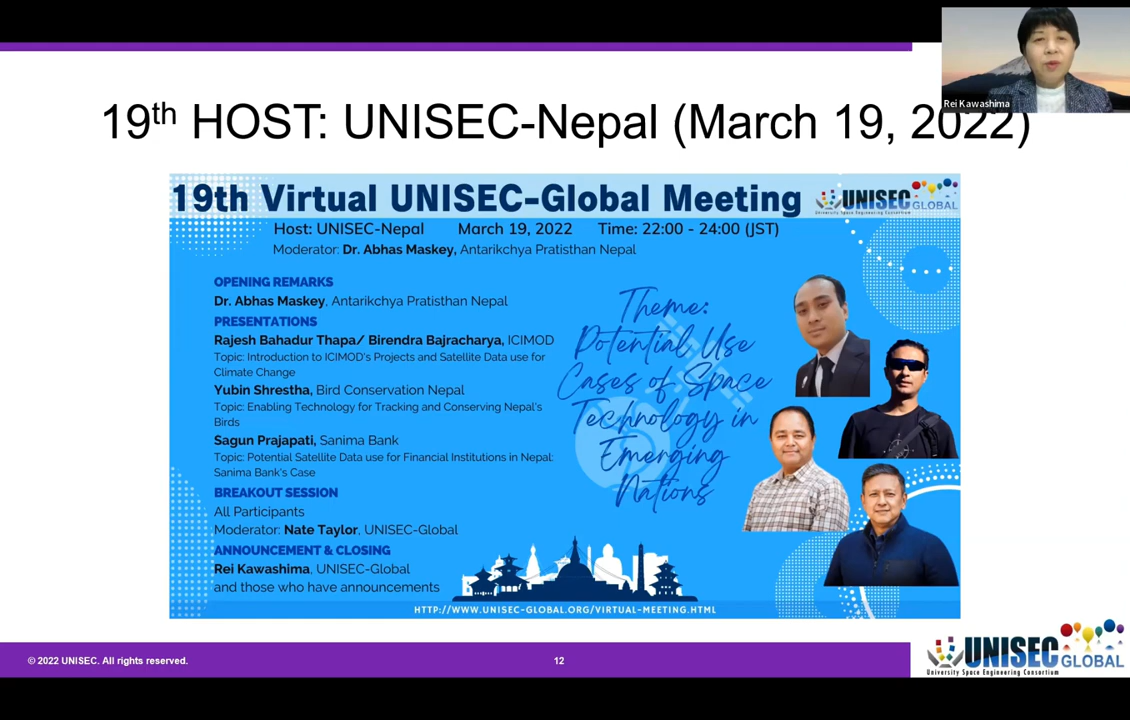 Rei Kawashima
19th HOST: UNISEC-Nepal (March 19, 2022)
19th Virtual UNISEC-Global Meeting
UNISEC GLOBAL
University Space Engineering Consortium
Host: UNISEC-Nepal March 19, 2022 Time: 22:00 - 24:00 (JST)
Moderator: Dr. Abhas Maskey, Antarikchya Pratisthan Nepal
OPENING REMARKS
Dr. Abhas Maskey, Antarikchya Pratisthan Nepal
PRESENTATIONS
Rajesh Bahadur Thapa/ Birendra Bajracharya, ICIMOD
Topic: Introduction to ICIMOD's Projects and Satellite Data use for
Climate Change
Yubin Shrestha, Bird Conservation Nepal
Topic: Enabling Technology for Tracking and Conserving Nepal's
Birds
Sagun Prajapati, Sanima Bank
Topic: Potential Satellite Data use for Financial Institutions in Nepal:
Sanima Bank's Case
BREAKOUT SESSION
All Participants
Moderator: Nate Taylor, UNISEC-Global
ANNOUNCEMENT & CLOSING
Rei Kawashima, UNISEC-Global
and those who have announcements
Theme:
Potential Use
Cases of Space
Technology in
Emerging
Nations
HTTP://WWW.UNISEC-GLOBAL.ORG/VIRTUAL-MEETING.HTML
© 2022 UNISEC. All rights reserved.
12
UNISEC GLOBAL
University Space Engineering Consortium